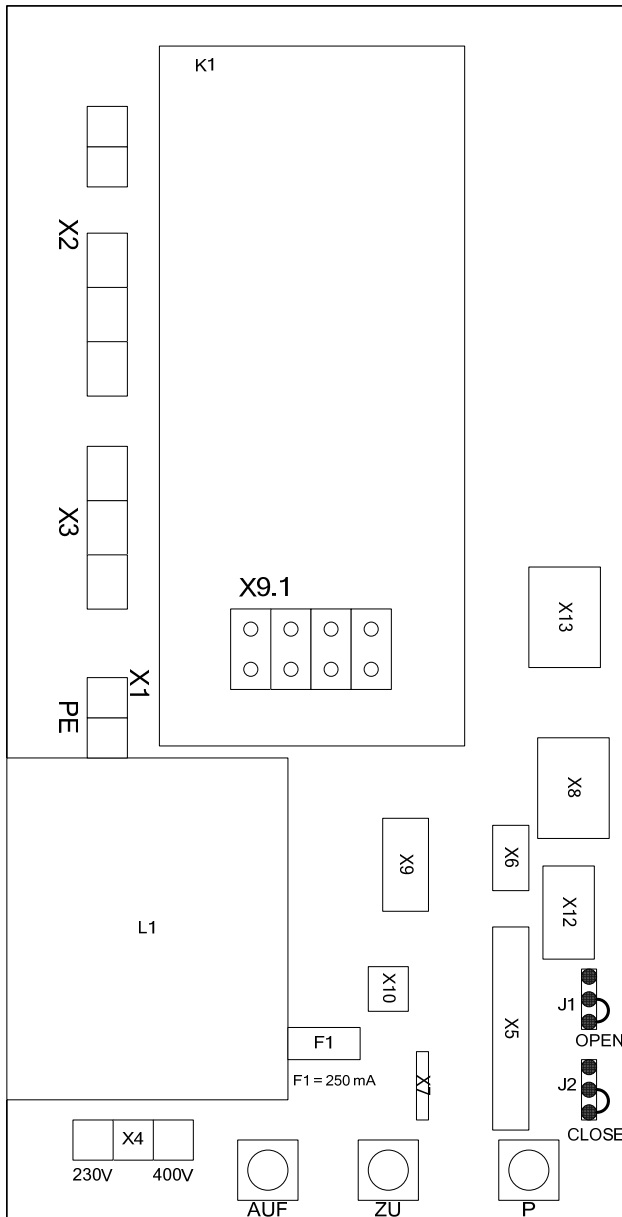 K1
X2
X3
X9.1
X13
X1
PE
X8
X9
X6
X12
L1
X10
X5
J1
OPEN
F1
F1 = 250 mA
X7
J2
CLOSE
X4
230V
400V
AUF
ZU
P